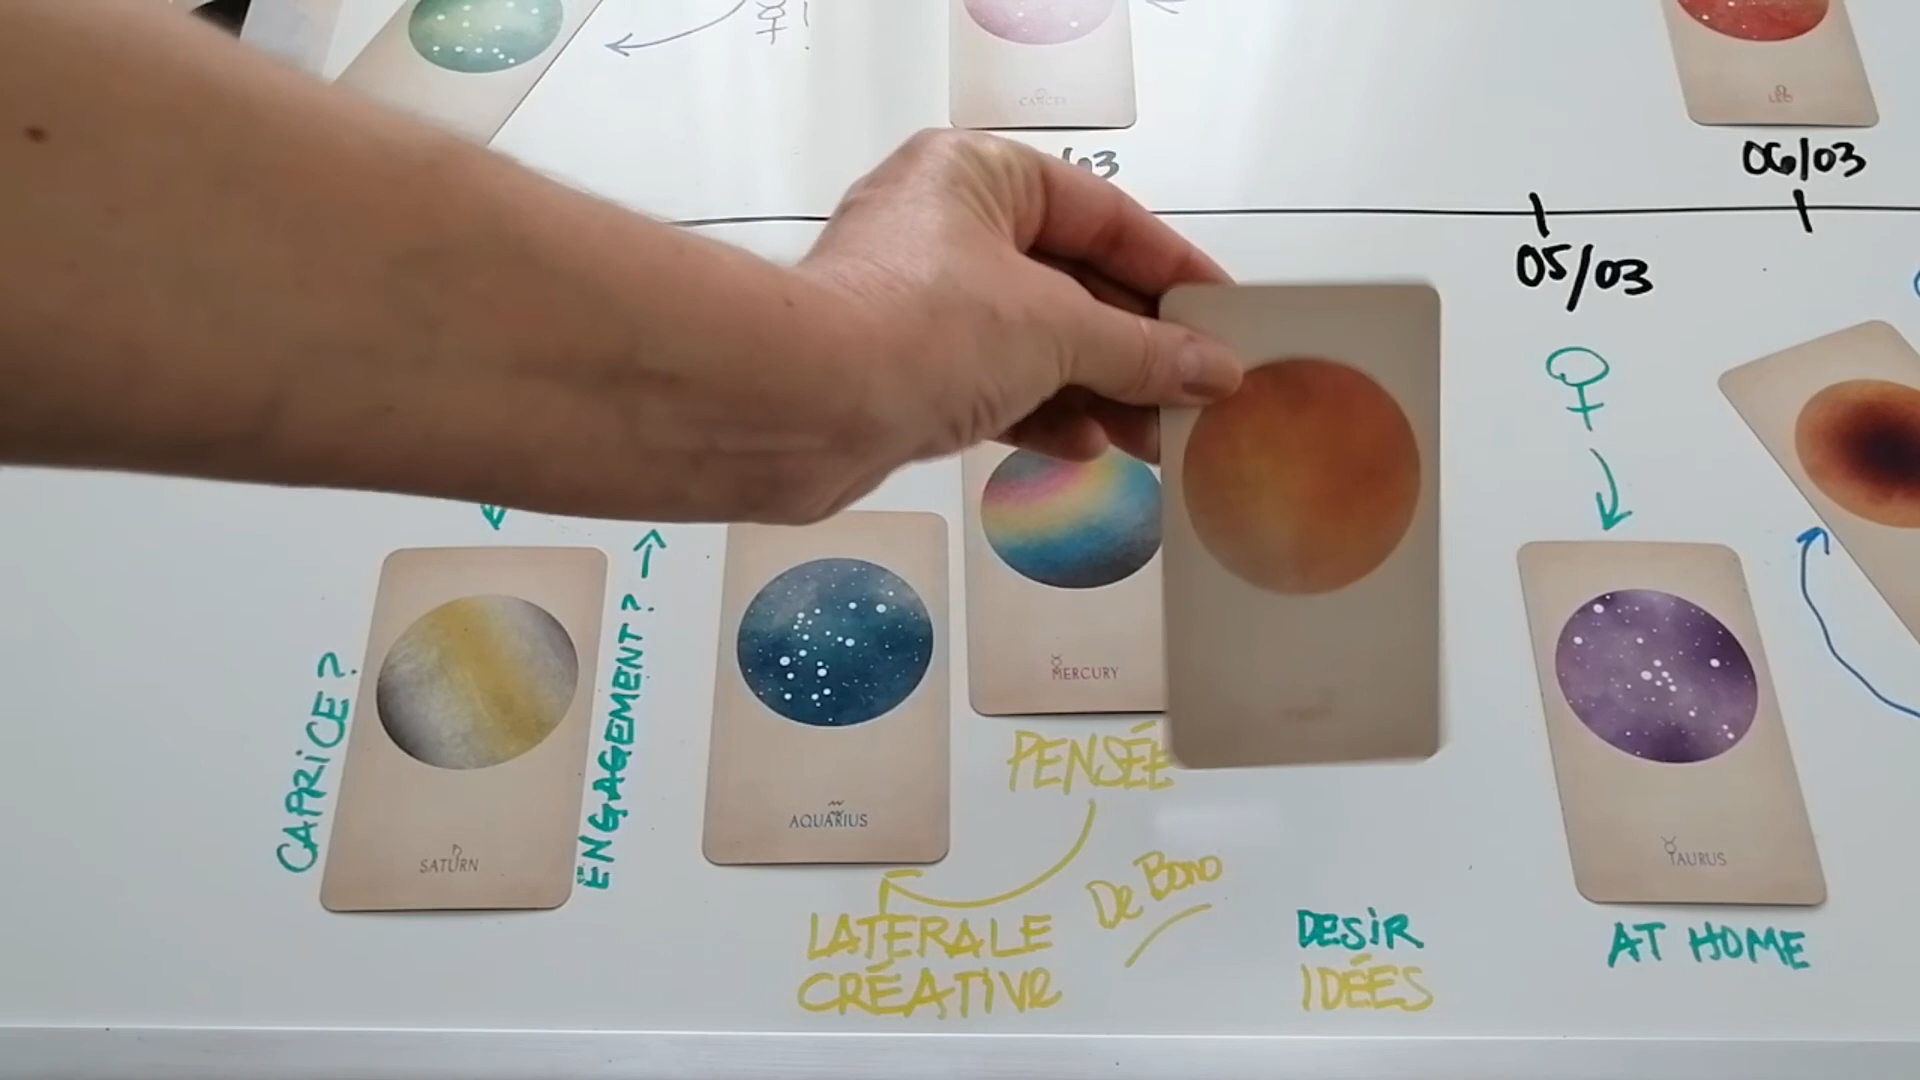 ♀!
CANCER
LEO
/03
06/03
05/03
♀
MERCURY
CAPRICE?
ENGAGEMENT?
SATURN
AQUARIUS
TAURUS
PENSÉE
De Bono
LATERALE
CRÉATIVE
DESIR
IDÉES
AT HOME